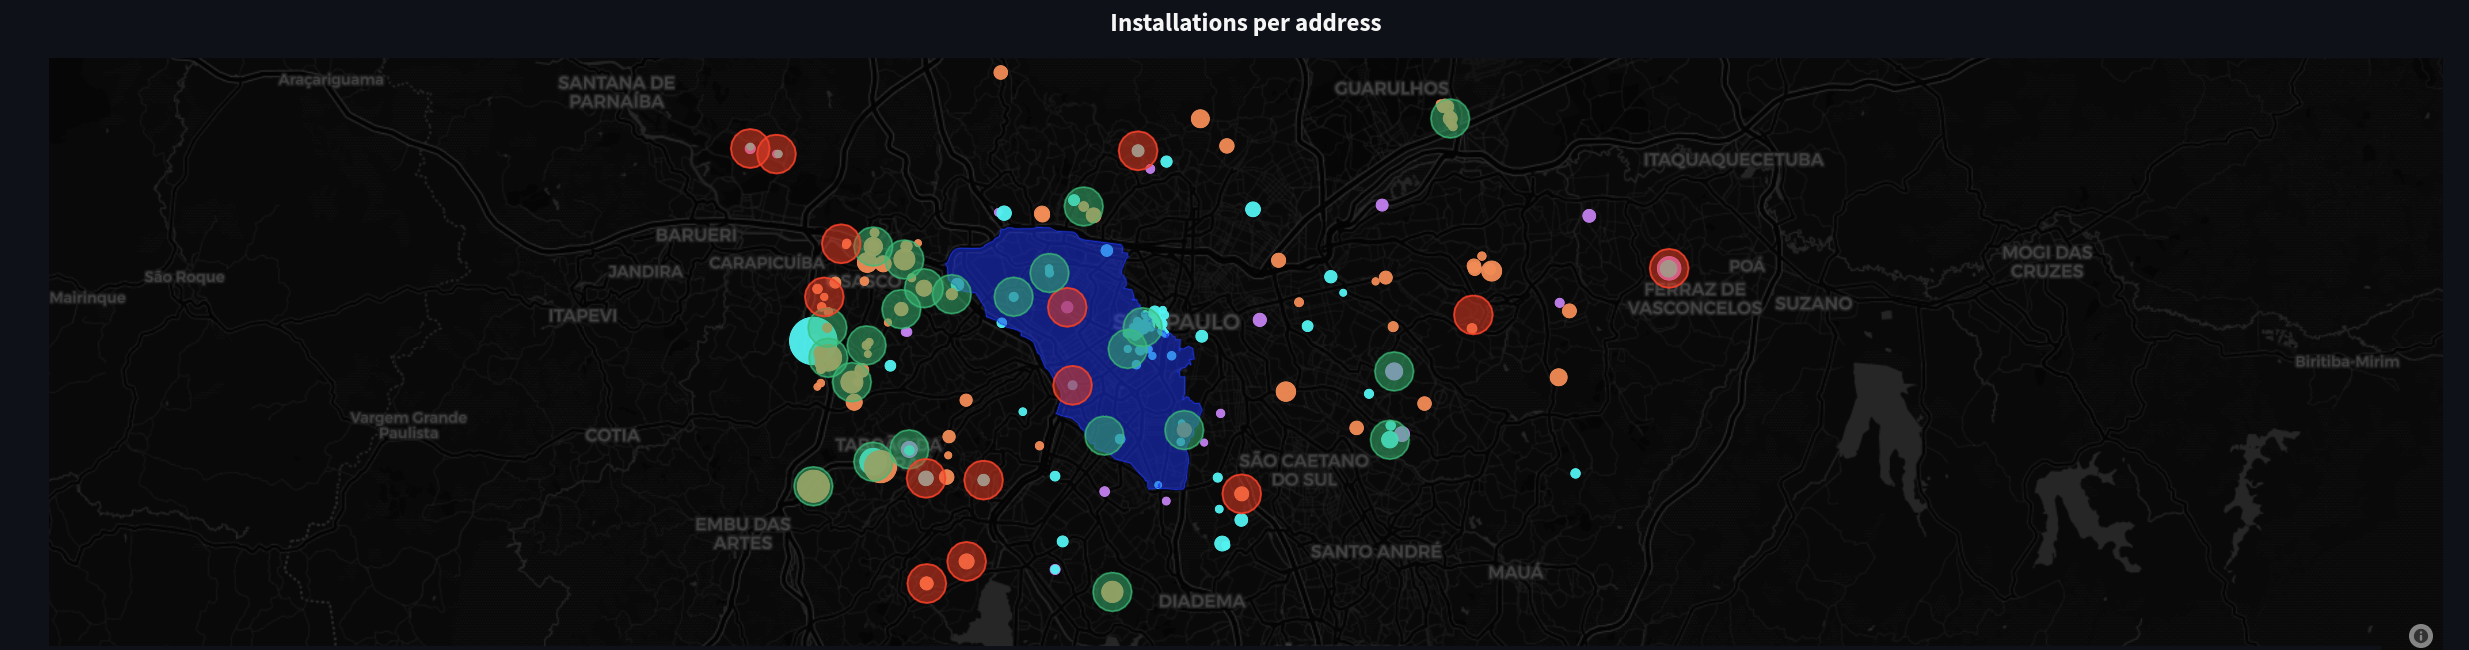 Installations per address
Araçariguama
SANTANA DE
PARNAÍBA
GUARULHOS
ITAQUAQUECETUBA
BARUERI
CARAPICUÍBA
JANDIRA
São Roque
Mairinque
ITAPEVI
MOGI DAS
CRUZES
POÁ
FERRAZ DE
VASCONCELOS
SUZANO
Biritiba-Mirim
Vargem Grande
Paulista
COTIA
SÃO CAETANO
DO SUL
EMBU DAS
ARTES
SANTO ANDRÉ
MAUÁ
DIADEMA